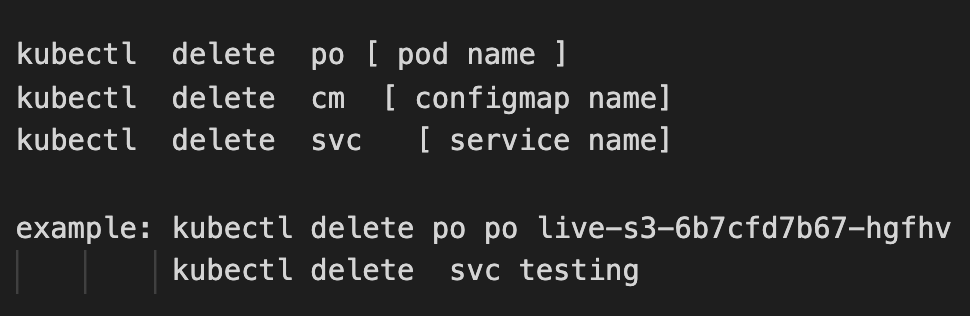 kubectl  delete  po [ pod name ]
kubectl  delete  cm  [ configmap name]
kubectl  delete  svc   [ service name]
example: kubectl delete po po live-s3-6b7cfd7b67-hgfhv
kubectl delete  svc testing